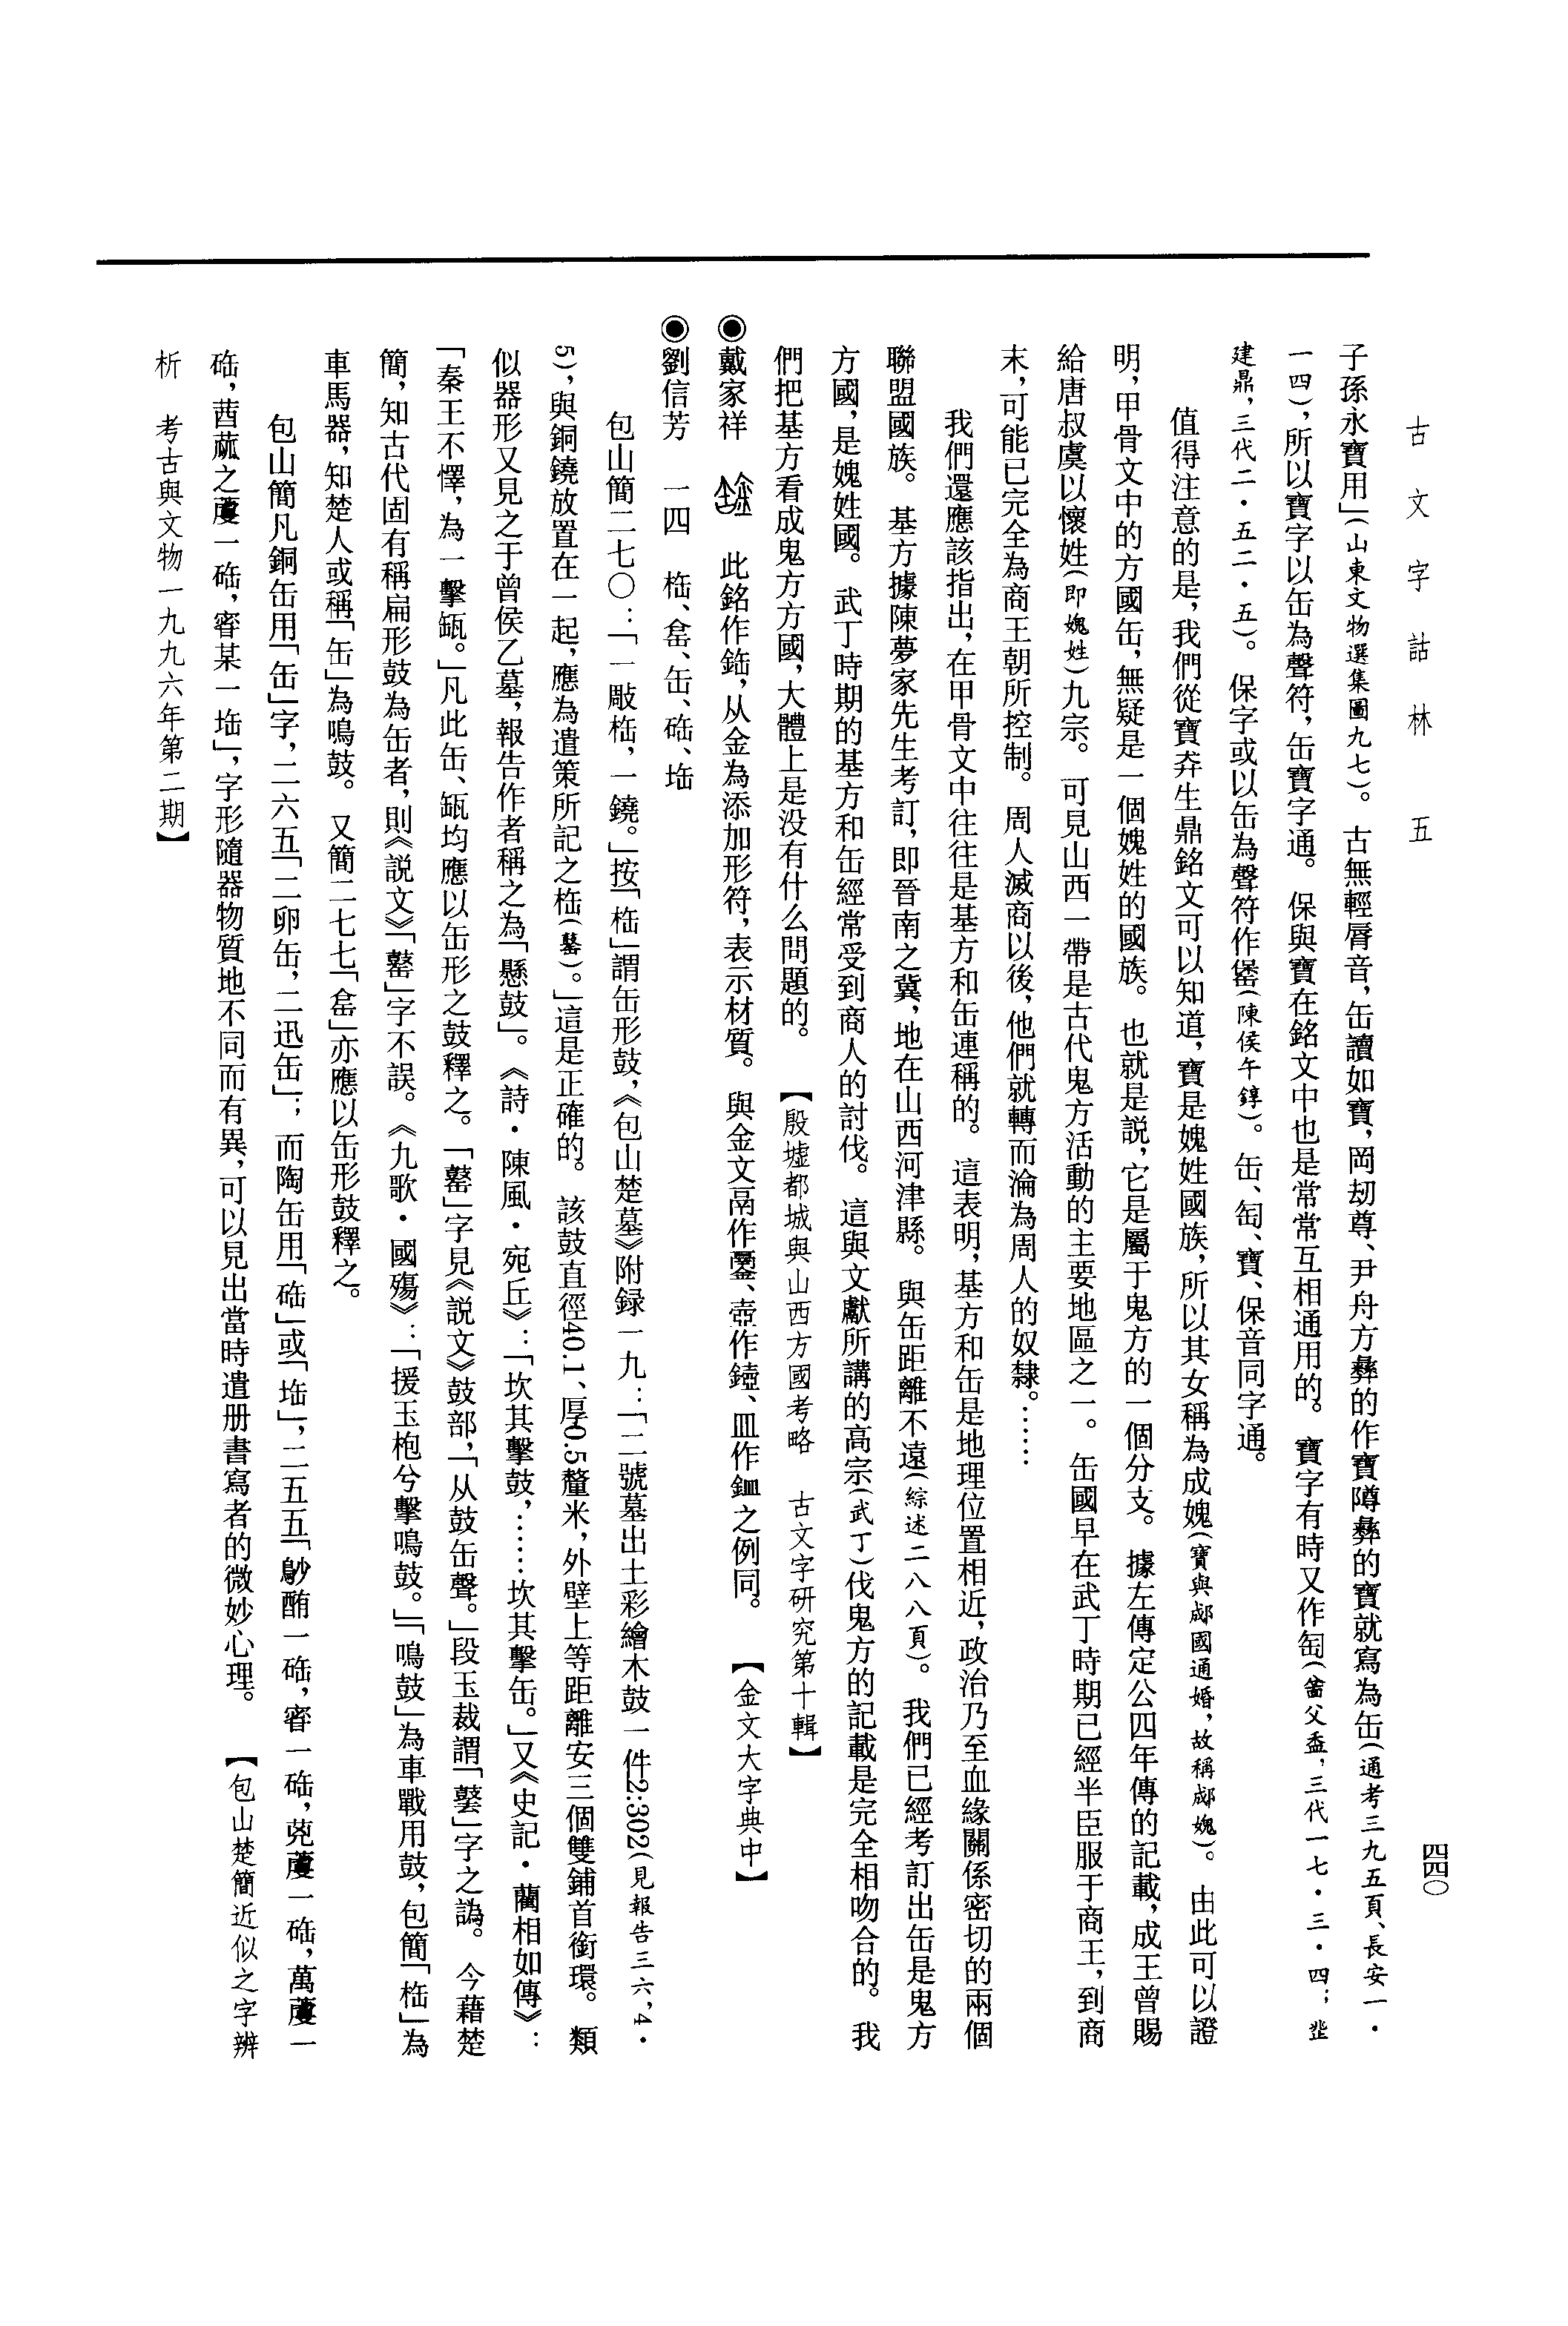 古文字詁林 五
四四〇
子孫永寶用」(山東文物選集圖九七)。古無輕脣音,缶讀如寶,岡刧尊、尹舟方彝的作寶障彝的寶就寫為缶(通考三九五頁、長安一·
一四),所以寶字以缶為聲符,缶寶字通。保與寶在銘文中也是常常互相通用的。寶字有時又作匋(父盉,三代一七·三·四;
建鼎,三代二·五二·五)。保字或以缶為聲符作(陳侯午錞)。缶、匋、寶、保音同字通。
值得注意的是,我們從寶弆生鼎銘文可以知道,寶是媿姓國族,所以其女稱為成媿(寶與郕國通婚,故稱郕媿)。由此可以證
明,甲骨文中的方國缶,無疑是一個媿姓的國族。也就是説,它是屬于鬼方的一個分支。據左傳定公四年傳的記載,成王曾賜
給唐叔虞以懷姓(即媿姓)九宗。可見山西一帶是古代鬼方活動的主要地區之一。缶國早在武丁時期已經半臣服于商王,到商
末,可能已完全為商王朝所控制。周人滅商以後,他們就轉而淪為周人的奴隸。……
我們還應該指出,在甲骨文中往往是基方和缶連稱的。這表明,基方和缶是地理位置相近,政治乃至血緣關係密切的兩個
聯盟國族。基方據陳夢家先生考訂,即晉南之冀,地在山西河津縣。與缶距離不遠(綜述二八八頁)。我們已經考訂出缶是鬼方
方國,是媿姓國。武丁時期的基方和缶經常受到商人的討伐。這與文獻所講的高宗(武丁)伐鬼方的記載是完全相吻合的。我
們把基方看成鬼方方國,大體上是没有什么問題的。【殷墟都城與山西方國考略 古文字研究第十輯】
◉戴家祥 此銘作䥗,从金為添加形符,表示材質。與金文鬲作䥶、壺作鎑、皿作鉐之例同。【金文大字典中】
◉劉信芳 一四 𣑯、𠤖、缶、硞、𡊤
包山簡二七〇:「一敺𣑯,一鐃。」按「𣑯」謂缶形鼓,《包山楚墓》附録一九:「二號墓出土彩繪木鼓一件2:302(見報告三六,4·
5),與銅鐃放置在一起,應為遣策所記之𣑯(鼛)。」這是正確的。該鼓直徑40.1、厚0.5釐米,外壁上等距離安三個雙鋪首銜環。類
似器形又見之于曾侯乙墓,報告作者稱之為「懸鼓」。《詩·陳風·宛丘》:「坎其擊鼓,……坎其擊缶。」又《史記·藺相如傳》:
「秦王不懌,為一擊缻。」凡此缶、缻均應以缶形之鼓釋之。「鼛」字見《説文》鼓部,「从鼓缶聲。」段玉裁謂「鼜」字之譌。今藉楚
簡,知古代固有稱扁形鼓為缶者,則《説文》「鼛」字不誤。《九歌·國殤》:「援玉枹兮擊鳴鼓。」「鳴鼓」為車戰用鼓,包簡「𣑯」為
車馬器,知楚人或稱「缶」為鳴鼓。又簡二七七「𠤖」亦應以缶形鼓釋之。
包山簡凡銅缶用「缶」字,二六五「二卵缶,二迅缶」;而陶缶用「硞」或「𡊤」,二五五「酭一硞,䆷一硞,一硞,萬一
硞,莤之一硞,䆷某一𡊤」,字形隨器物質地不同而有異,可以見出當時遣册書寫者的微妙心理。【包山楚簡近似之字辨
析 考古與文物一九九六年第二期】